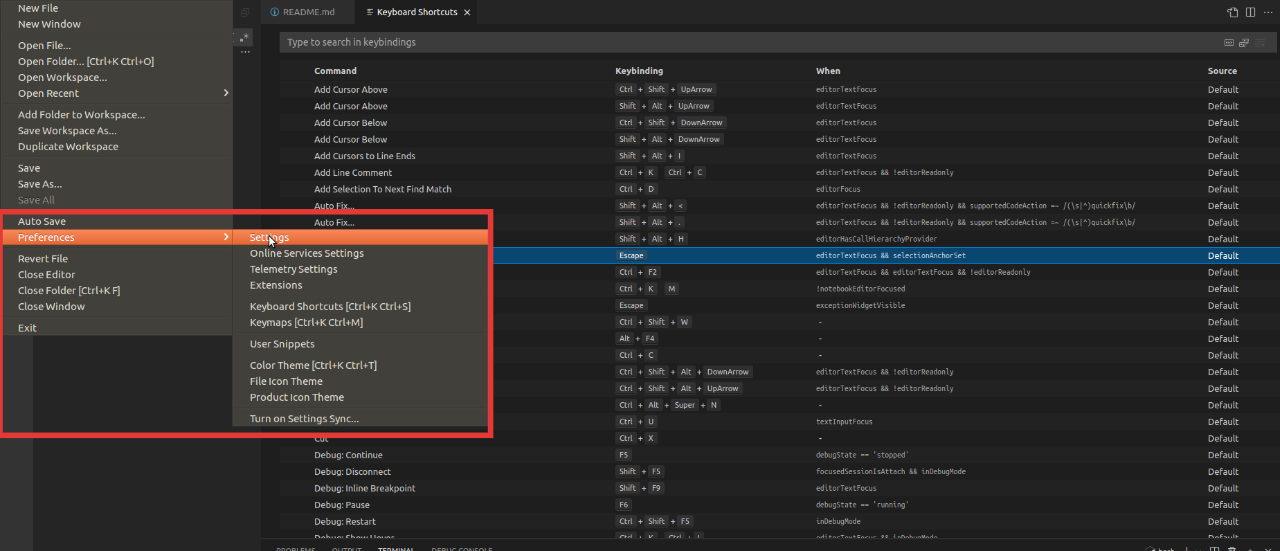 New File
New Window
Open File...
Open Folder... [Ctrl+K Ctrl+O]
Open Workspace...
Open Recent
Add Folder to Workspace...
Save Workspace As...
Duplicate Workspace
Save
Save As...
Save All
Auto Save
Preferences
Revert File
Close Editor
Close Folder [Ctrl+K F]
Close Window
Exit
Settings
Online Services Settings
Telemetry Settings
Extensions
Keyboard Shortcuts [Ctrl+K Ctrl+S]
Keymaps [Ctrl+K Ctrl+M]
User Snippets
Color Theme [Ctrl+K Ctrl+T]
File Icon Theme
Product Icon Theme
Turn on Settings Sync...
README.md Keyboard Shortcuts
Type to search in keybindings
Command Keybinding When Source
Add Cursor Above Ctrl + Shift + UpArrow editorTextFocus Default
Add Cursor Above Shift + Alt + UpArrow editorTextFocus Default
Add Cursor Below Ctrl + Shift + DownArrow editorTextFocus Default
Add Cursor Below Shift + Alt + DownArrow editorTextFocus Default
Add Cursors to Line Ends Shift + Alt + I editorTextFocus Default
Add Line Comment Ctrl + K Ctrl + C editorTextFocus && !editorReadonly Default
Add Selection To Next Find Match Ctrl + D editorFocus Default
Auto Fix... Shift + Alt + < editorTextFocus && !editorReadonly && supportedCodeAction =~ /(\s|^)quickfix\b/ Default
Auto Fix... Shift + Alt + . editorTextFocus && !editorReadonly && supportedCodeAction =~ /(\s|^)quickfix\b/ Default
Shift + Alt + H editorHasCallHierarchyProvider Default
Escape editorTextFocus && selectionAnchorSet Default
Ctrl + F2 editorTextFocus && editorTextFocus && !editorReadonly Default
Ctrl + K M !notebookEditorFocused Default
Escape exceptionWidgetVisible Default
Ctrl + Shift + W - Default
Alt + F4 - Default
Ctrl + C - Default
Ctrl + Shift + Alt + DownArrow editorTextFocus && !editorReadonly Default
Ctrl + Shift + Alt + UpArrow editorTextFocus && !editorReadonly Default
Ctrl + Alt + Super + N - Default
Ctrl + U textInputFocus Default
Cut Ctrl + X - Default
Debug: Continue F5 debugState == 'stopped' Default
Debug: Disconnect Shift + F5 focusedSessionIsAttach && inDebugMode Default
Debug: Inline Breakpoint Shift + F9 editorTextFocus Default
Debug: Pause F6 debugState == 'running' Default
Debug: Restart Ctrl + Shift + F5 inDebugMode Default
Debug: Show Hover Ctrl + K Ctrl + I editorTextFocus && inDebugMode Default
PROBLEMS OUTPUT TERMINAL DEBUG CONSOLE